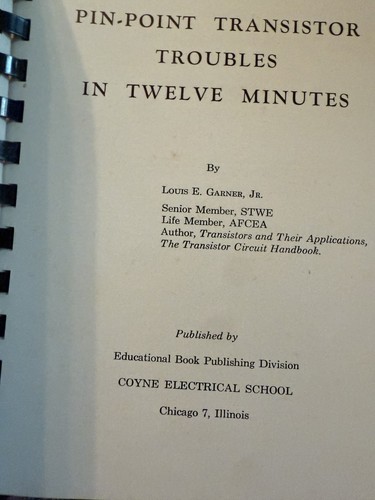 PIN-POINT TRANSISTOR
TROUBLES
IN TWELVE MINUTES
By
LOUIS E. GARNER, JR.
Senior Member, STWE
Life Member, AFCEA
Author, Transistors and Their Applications,
The Transistor Circuit Handbook.
Published by
Educational Book Publishing Division
COYNE ELECTRICAL SCHOOL
Chicago 7, Illinois